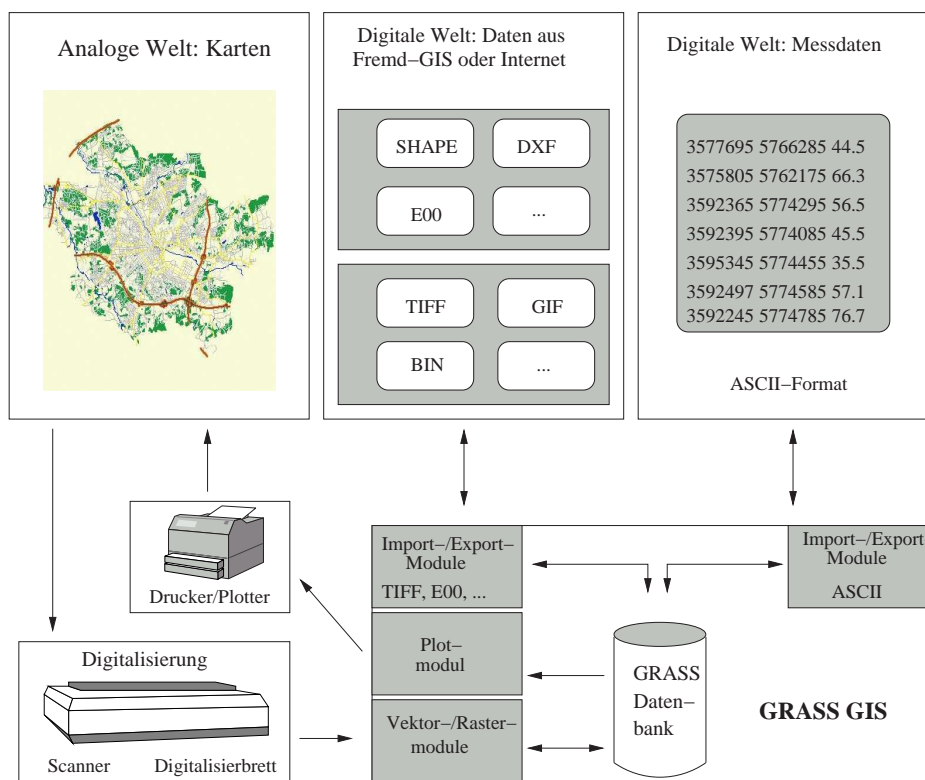 Analoge Welt: Karten
Digitale Welt: Daten aus
Fremd−GIS oder Internet
SHAPE
DXF
E00
...
TIFF
GIF
BIN
...
Digitale Welt: Messdaten
3577695 5766285 44.5
3575805 5762175 66.3
3592365 5774295 56.5
3592395 5774085 45.5
3595345 5774455 35.5
3592497 5774585 57.1
3592245 5774785 76.7
ASCII−Format
Drucker/Plotter
Digitalisierung
Scanner
Digitalisierbrett
Import−/Export−
Module
TIFF, E00, ...
Plot−
modul
Vektor−/Raster−
module
GRASS
Daten−
bank
Import−/Export−
Module
ASCII
GRASS GIS